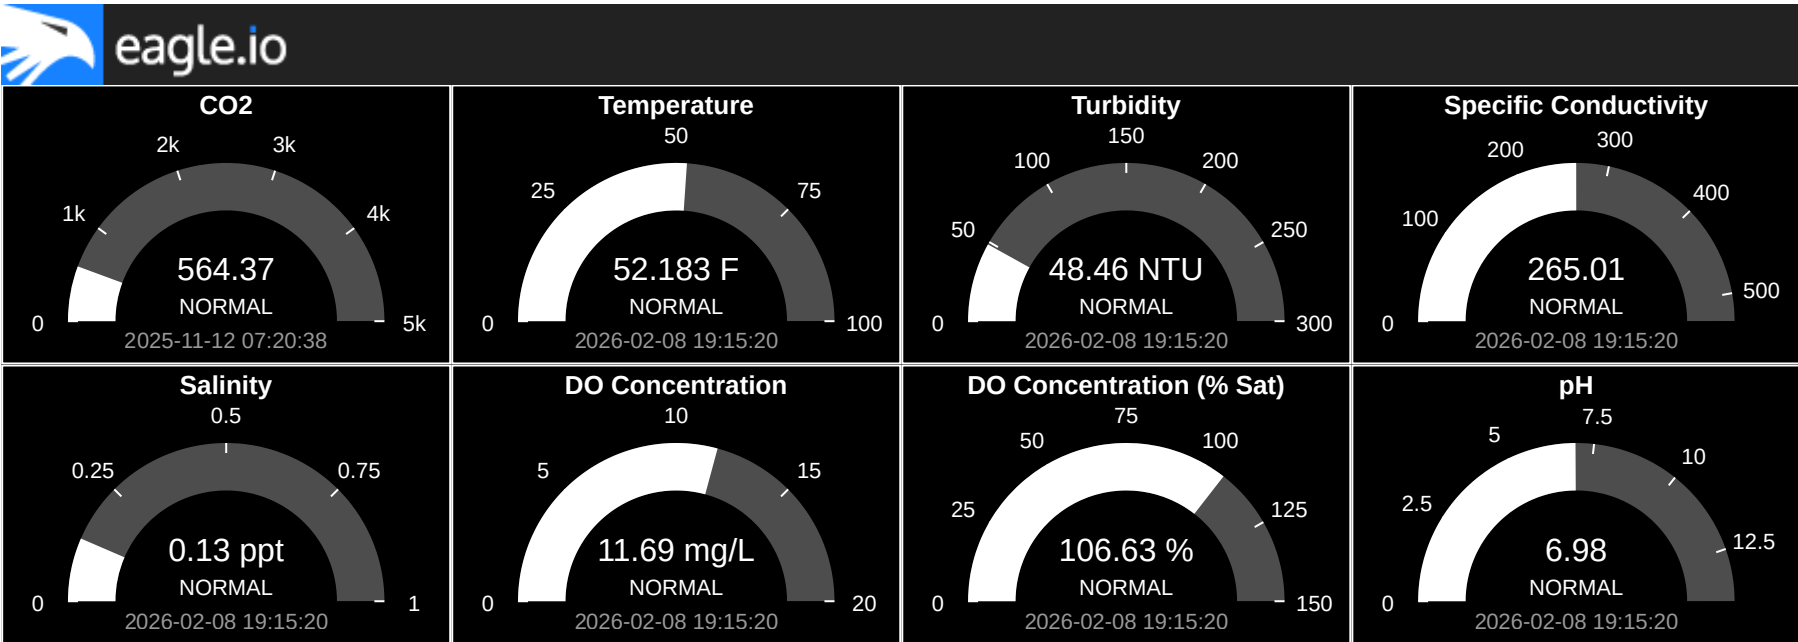 eagle.io
CO2
0
1k
2k
3k
4k
5k
564.37
NORMAL
2025-11-12 07:20:38
Temperature
0
25
50
75
100
52.183 F
NORMAL
2026-02-08 19:15:20
Turbidity
0
50
100
150
200
250
300
48.46 NTU
NORMAL
2026-02-08 19:15:20
Specific Conductivity
0
100
200
300
400
500
265.01
NORMAL
2026-02-08 19:15:20
Salinity
0
0.25
0.5
0.75
1
0.13 ppt
NORMAL
2026-02-08 19:15:20
DO Concentration
0
5
10
15
20
11.69 mg/L
NORMAL
2026-02-08 19:15:20
DO Concentration (% Sat)
0
25
50
75
100
125
150
106.63 %
NORMAL
2026-02-08 19:15:20
pH
0
2.5
5
7.5
10
12.5
6.98
NORMAL
2026-02-08 19:15:20